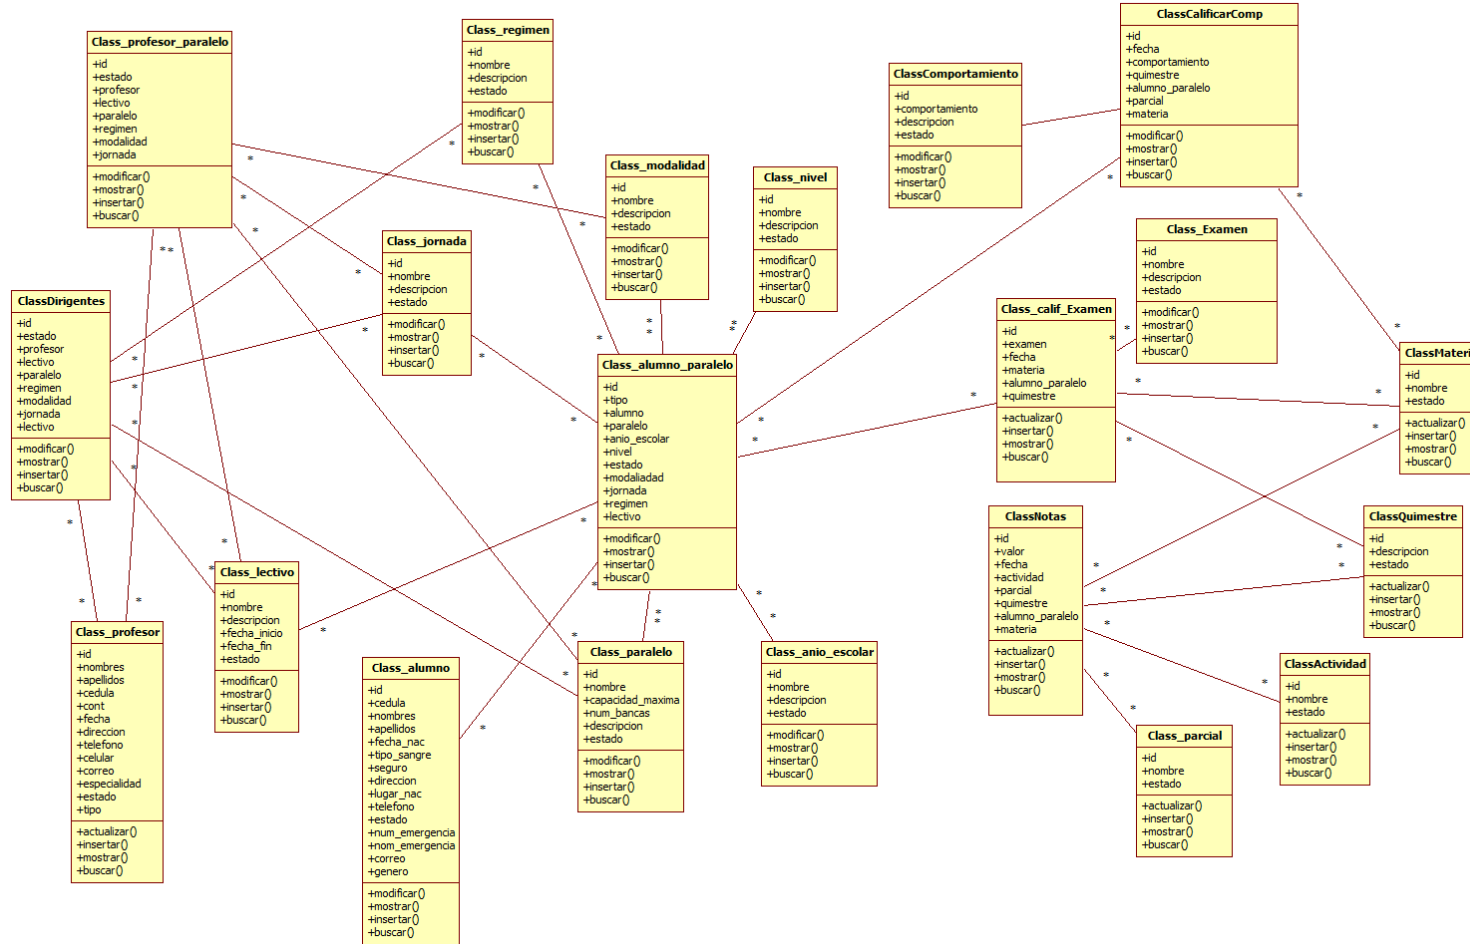 Class_profesor_paralelo
+id
+estado
+profesor
+lectivo
+paralelo
+regimen
+modalidad
+jornada
+modificar()
+mostrar()
+insertar()
+buscar()
Class_regimen
+id
+nombre
+descripcion
+estado
+modificar()
+mostrar()
+insertar()
+buscar()
ClassCalificarComp
+id
+fecha
+comportamiento
+quimestre
+alumno_paralelo
+parcial
+materia
+modificar()
+mostrar()
+insertar()
+buscar()
ClassComportamiento
+id
+comportamiento
+descripcion
+estado
+modificar()
+mostrar()
+insertar()
+buscar()
Class_modalidad
+id
+nombre
+descripcion
+estado
+modificar()
+mostrar()
+insertar()
+buscar()
Class_nivel
+id
+nombre
+descripcion
+estado
+modificar()
+mostrar()
+insertar()
+buscar()
Class_jornada
+id
+nombre
+descripcion
+estado
+modificar()
+mostrar()
+insertar()
+buscar()
Class_Examen
+id
+nombre
+descripcion
+estado
+modificar()
+mostrar()
+insertar()
+buscar()
ClassDirigentes
+id
+estado
+profesor
+lectivo
+paralelo
+regimen
+modalidad
+jornada
+lectivo
+modificar()
+mostrar()
+insertar()
+buscar()
Class_calif_Examen
+id
+examen
+fecha
+materia
+alumno_paralelo
+quimestre
+actualizar()
+insertar()
+mostrar()
+buscar()
ClassMateri
+id
+nombre
+estado
+actualizar()
+insertar()
+mostrar()
+buscar()
Class_alumno_paralelo
+id
+tipo
+alumno
+paralelo
+anio_escolar
+nivel
+estado
+modaliadad
+jornada
+regimen
+lectivo
+modificar()
+mostrar()
+insertar()
+buscar()
ClassNotas
+id
+valor
+fecha
+actividad
+parcial
+quimestre
+alumno_paralelo
+materia
+actualizar()
+insertar()
+mostrar()
+buscar()
ClassQuimestre
+id
+descripcion
+estado
+actualizar()
+insertar()
+mostrar()
+buscar()
Class_lectivo
+id
+nombre
+descripcion
+fecha_inicio
+fecha_fin
+estado
+modificar()
+mostrar()
+insertar()
+buscar()
Class_profesor
+id
+nombres
+apellidos
+cedula
+cont
+fecha
+direccion
+telefono
+celular
+correo
+especialidad
+estado
+tipo
+actualizar()
+insertar()
+mostrar()
+buscar()
Class_alumno
+id
+cedula
+nombres
+apellidos
+fecha_nac
+tipo_sangre
+seguro
+direccion
+lugar_nac
+telefono
+estado
+num_emergencia
+nom_emergencia
+correo
+genero
+modificar()
+mostrar()
+insertar()
+buscar()
Class_paralelo
+id
+nombre
+capacidad_maxima
+num_bancas
+descripcion
+estado
+modificar()
+mostrar()
+insertar()
+buscar()
Class_anio_escolar
+id
+nombre
+descripcion
+estado
+modificar()
+mostrar()
+insertar()
+buscar()
ClassActividad
+id
+nombre
+estado
+actualizar()
+insertar()
+mostrar()
+buscar()
Class_parcial
+id
+nombre
+estado
+actualizar()
+insertar()
+mostrar()
+buscar()